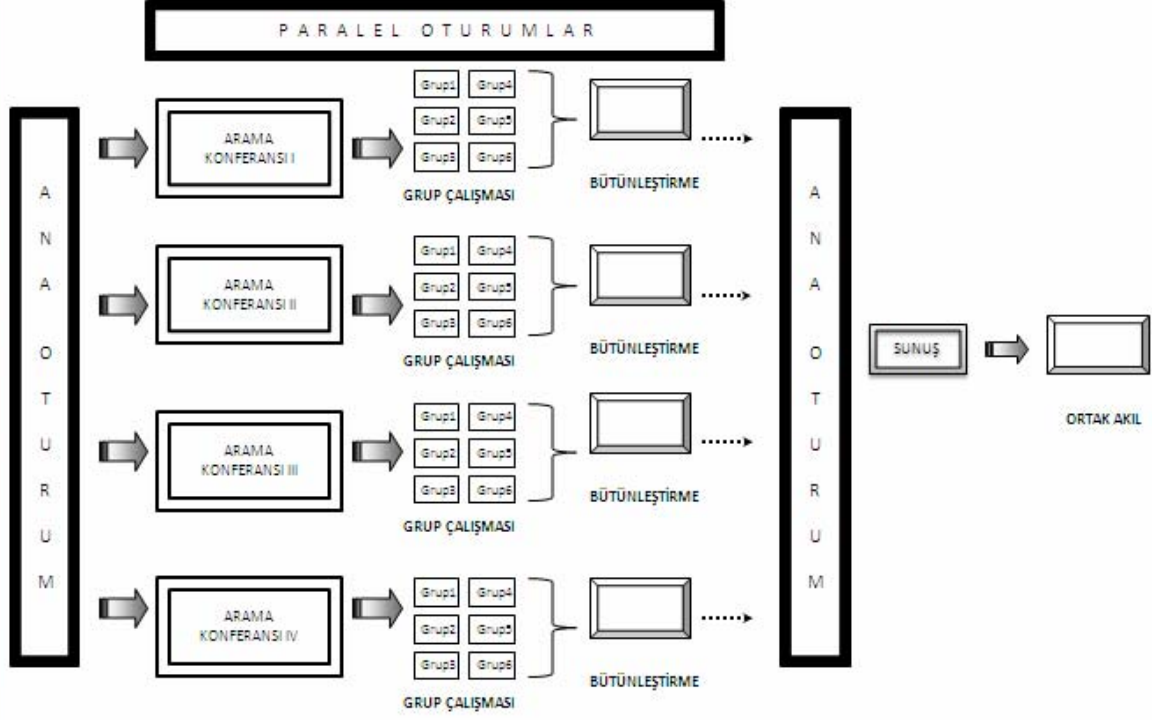 PARALEL OTURUMLAR
ANA OTURUM
ARAMA
KONFERANSI I
Grup1 Grup4
Grup2 Grup5
Grup3 Grup6
GRUP ÇALIŞMASI
BÜTÜNLEŞTİRME
ARAMA
KONFERANSI II
Grup1 Grup4
Grup2 Grup5
Grup3 Grup6
GRUP ÇALIŞMASI
BÜTÜNLEŞTİRME
ARAMA
KONFERANSI III
Grup1 Grup4
Grup2 Grup5
Grup3 Grup6
GRUP ÇALIŞMASI
BÜTÜNLEŞTİRME
ARAMA
KONFERANSI IV
Grup1 Grup4
Grup2 Grup5
Grup3 Grup6
GRUP ÇALIŞMASI
BÜTÜNLEŞTİRME
ANA OTURUM
SUNUŞ
ORTAK AKIL